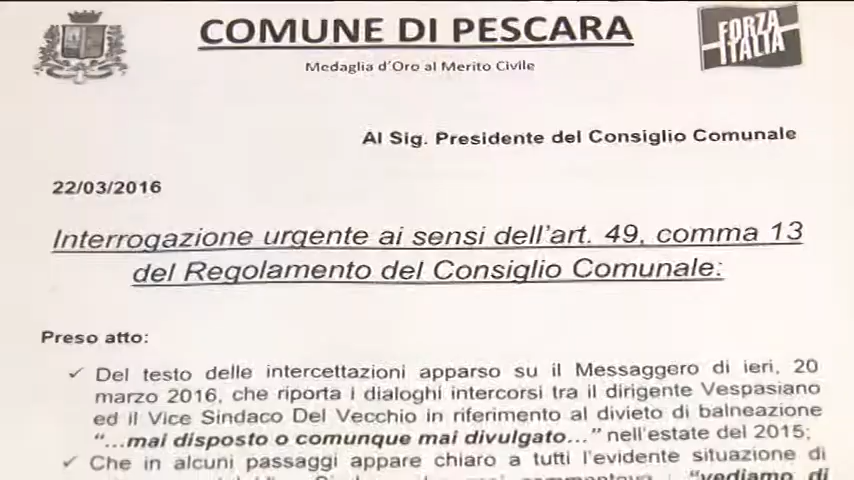 COMUNE DI PESCARA
FORZA
ITALIA
Medaglia d'Oro al Merito Civile
Al Sig. Presidente del Consiglio Comunale
22/03/2016
Interrogazione urgente ai sensi dell'art. 49, comma 13
del Regolamento del Consiglio Comunale:
Preso atto:
✓ Del testo delle intercettazioni apparso su il Messaggero di ieri, 20
marzo 2016, che riporta i dialoghi intercorsi tra il dirigente Vespasiano
ed il Vice Sindaco Del Vecchio in riferimento al divieto di balneazione
"...mai disposto o comunque mai divulgato..." nell'estate del 2015;
✓ Che in alcuni passaggi appare chiaro a tutti l'evidente situazione di
"vediamo di